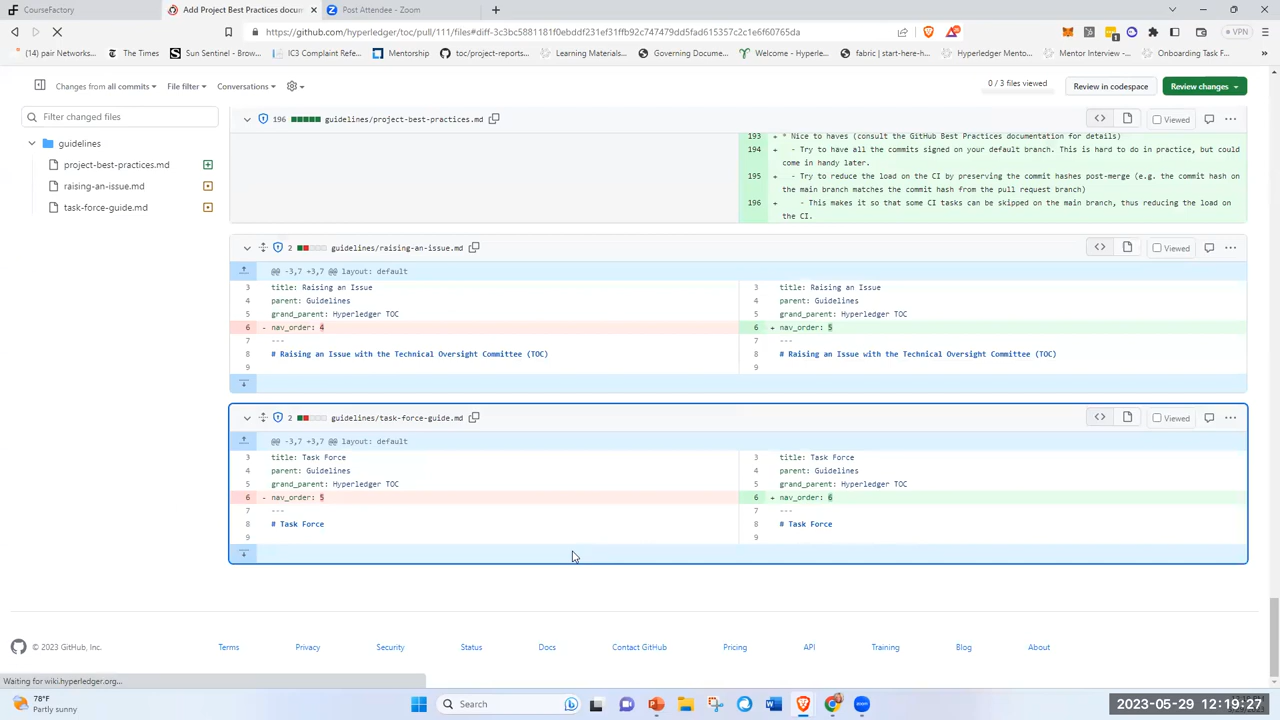 CourseFactory
Add Project Best Practices docum
Post Attendee - Zoom
https://github.com/hyperledger/toc/pull/111/files#diff-3c3bc5881181f0ebddf231ef31ffb92c747479dd5fad615357c2c1e6f60765da
VPN
(14) pair Networ...
The Times
Sun Sentinel - Brow...
IC3 Complaint Refe...
Mentorship
toc/project-reports...
Learning Materials...
Governing Docume...
Welcome - Hyperle...
fabric | start-here-h...
Hyperledger Mento...
Mentor Interview -...
Onboarding Task F...
Changes from all commits
File filter
Conversations
0 / 3 files viewed
Review in codespace
Review changes
Filter changed files
guidelines
project-best-practices.md
raising-an-issue.md
task-force-guide.md
196 guidelines/project-best-practices.md
Viewed
193 + * Nice to haves (consult the GitHub Best Practices documentation for details)
194 + - Try to have all the commits signed on your default branch. This is hard to do in practice, but could
come in handy later.
195 + - Try to reduce the load on the CI by preserving the commit hashes post-merge (e.g. the commit hash on
the main branch matches the commit hash from the pull request branch)
196 + - This makes it so that some CI tasks can be skipped on the main branch, thus reducing the load on
the CI.
2 guidelines/raising-an-issue.md
Viewed
@@ -3,7 +3,7 @@ layout: default
3 title: Raising an Issue 3 title: Raising an Issue
4 parent: Guidelines 4 parent: Guidelines
5 grand_parent: Hyperledger TOC 5 grand_parent: Hyperledger TOC
6 - nav_order: 4 6 + nav_order: 5
7 --- 7 ---
8 # Raising an Issue with the Technical Oversight Committee (TOC) 8 # Raising an Issue with the Technical Oversight Committee (TOC)
9 9
2 guidelines/task-force-guide.md
Viewed
@@ -3,7 +3,7 @@ layout: default
3 title: Task Force 3 title: Task Force
4 parent: Guidelines 4 parent: Guidelines
5 grand_parent: Hyperledger TOC 5 grand_parent: Hyperledger TOC
6 - nav_order: 5 6 + nav_order: 6
7 --- 7 ---
8 # Task Force 8 # Task Force
9 9
© 2023 GitHub, Inc.
Terms
Privacy
Security
Status
Docs
Contact GitHub
Pricing
API
Training
Blog
About
Waiting for wiki.hyperledger.org...
78°F
Partly sunny
Search
2023-05-29 12:19:27